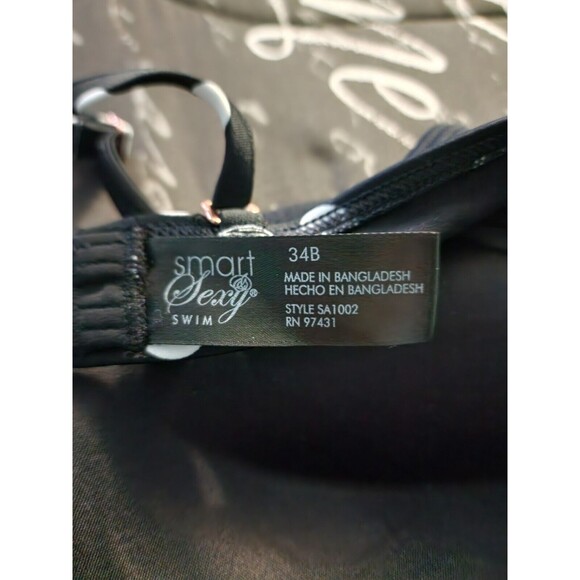 smart
& Sexy®
SWIM
34B
MADE IN BANGLADESH
HECHO EN BANGLADESH
STYLE SA1002
RN 97431